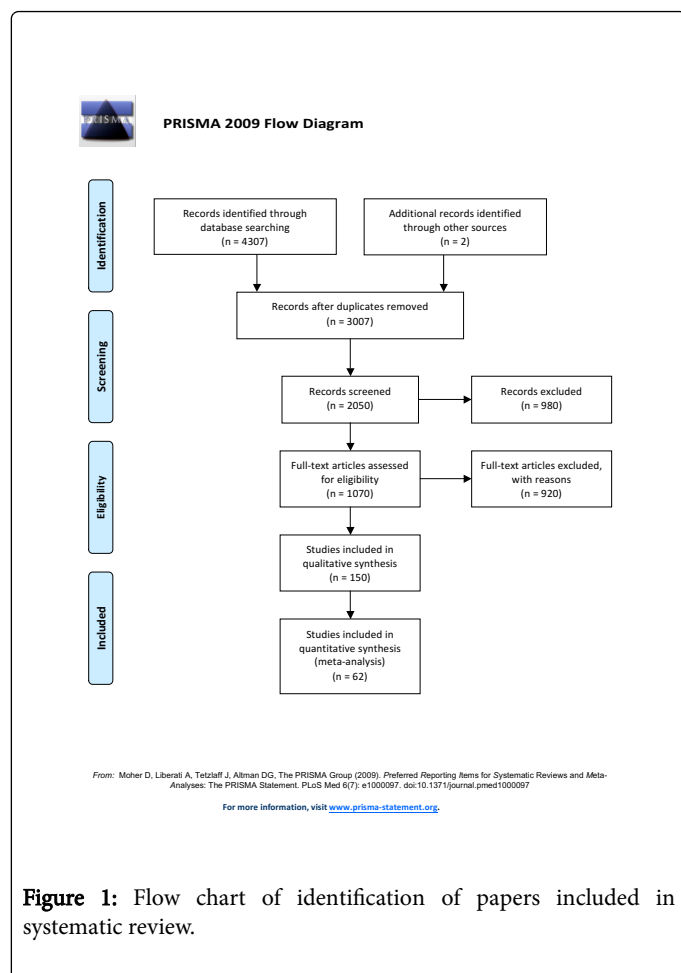 PRISMA
PRISMA 2009 Flow Diagram
Identification
Records identified through
database searching
(n = 4307)
Additional records identified
through other sources
(n = 2)
Records after duplicates removed
(n = 3007)
Screening
Records screened
(n = 2050)
Records excluded
(n = 980)
Eligibility
Full-text articles assessed
for eligibility
(n = 1070)
Full-text articles excluded,
with reasons
(n = 920)
Studies included in
qualitative synthesis
(n = 150)
Included
Studies included in
quantitative synthesis
(meta-analysis)
(n = 62)
From: Moher D, Liberati A, Tetzlaff J, Altman DG, The PRISMA Group (2009). Preferred Reporting Items for Systematic Reviews and Meta-
Analyses: The PRISMA Statement. PLoS Med 6(7): e1000097. doi:10.1371/journal.pmed1000097
For more information, visit www.prisma-statement.org.
Figure 1: Flow chart of identification of papers included in
systematic review.